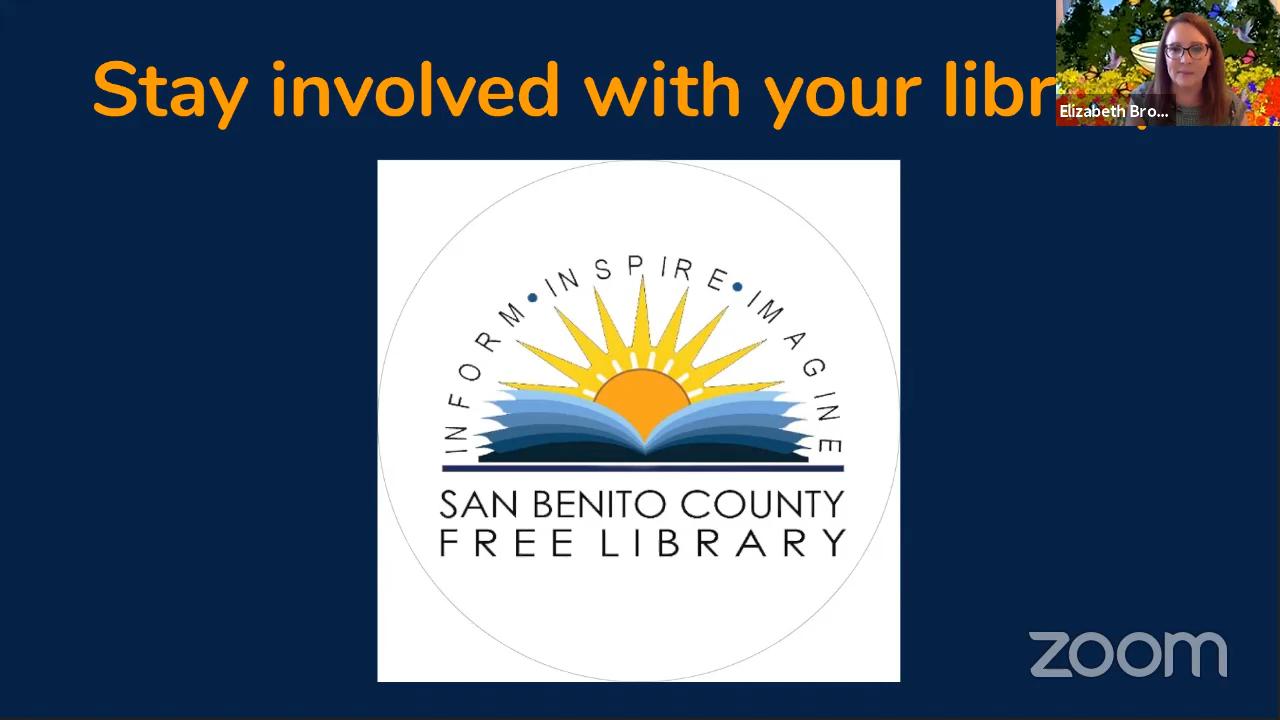 Stay involved with your libr
Elizabeth Bro...
INFORM•INSPIRE•IMAGINE
SAN BENITO COUNTY
FREE LIBRARY
zoom